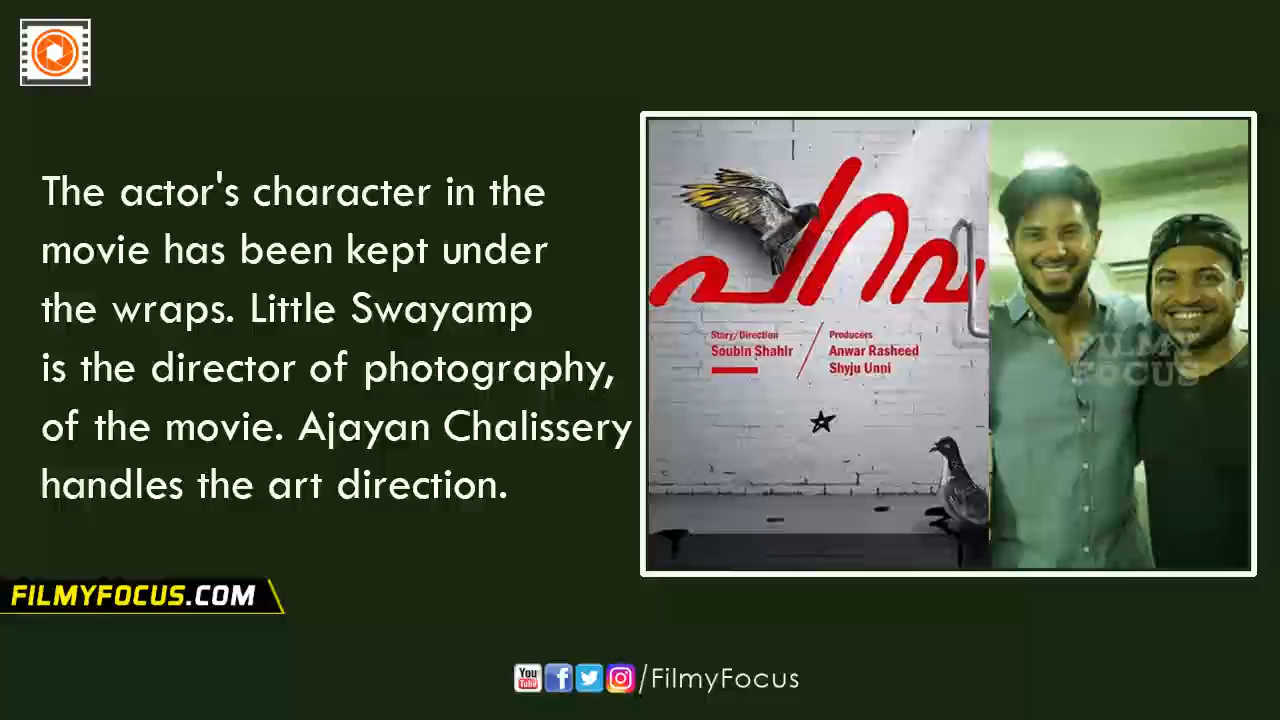 The actor's character in the
movie has been kept under
the wraps. Little Swayamp
is the director of photography,
of the movie. Ajayan Chalissery
handles the art direction.
പറവ
Story/Direction
Soubin Shahir
Producers
Anwar Rasheed
Shyju Unni
FILMY
FOCUS
FILMYFOCUS.COM
You
Tube
/FilmyFocus